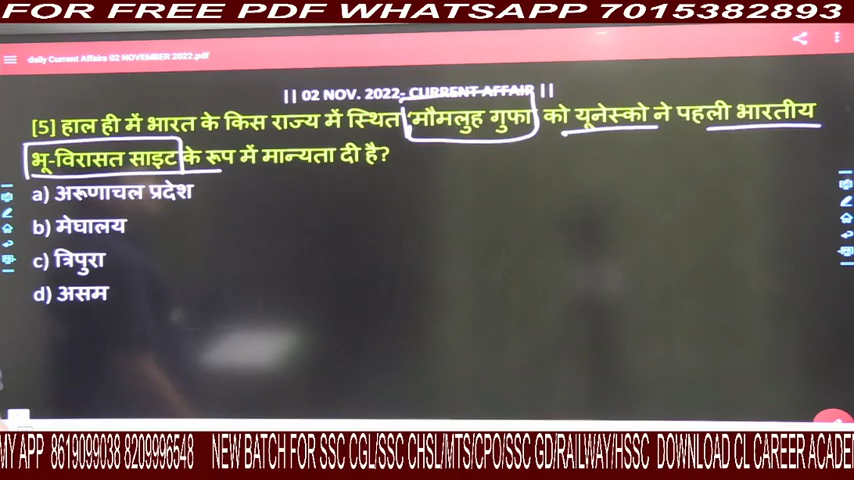 FOR FREE PDF WHATSAPP 7015382893
daily Current Affairs 02 NOVEMBER 2022.pdf
|| 02 NOV. 2022- CURRENT AFFAIR ||
[5] हाल ही में भारत के किस राज्य में स्थित 'मौमलुह गुफा' को यूनेस्को ने पहली भारतीय
भू-विरासत साइट के रूप में मान्यता दी है?
a) अरूणाचल प्रदेश
b) मेघालय
c) त्रिपुरा
d) असम
MY APP 8619099038 8209996548 NEW BATCH FOR SSC CGL/SSC CHSL/MTS/CPO/SSC GD/RAILWAY/HSSC DOWNLOAD CL CAREER ACADE